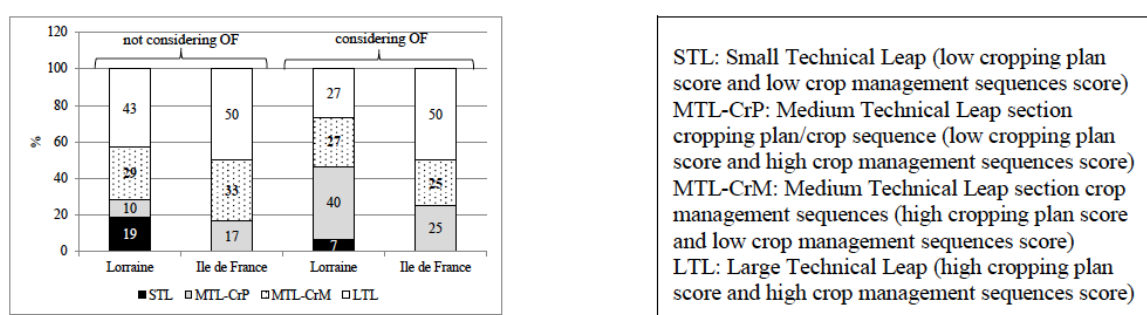 120
not considering OF
considering OF
100
80
60
40
20
0
%
43
29
10
19
50
33
17
27
27
40
7
50
25
25
Lorraine
Ile de France
Lorraine
Ile de France
STL MTL-CrP MTL-CrM LTL
STL: Small Technical Leap (low cropping plan
score and low crop management sequences score)
MTL-CrP: Medium Technical Leap section
cropping plan/crop sequence (low cropping plan
score and high crop management sequences score)
MTL-CrM: Medium Technical Leap section crop
management sequences (high cropping plan score
and low crop management sequences score)
LTL: Large Technical Leap (high cropping plan
score and high crop management sequences score)